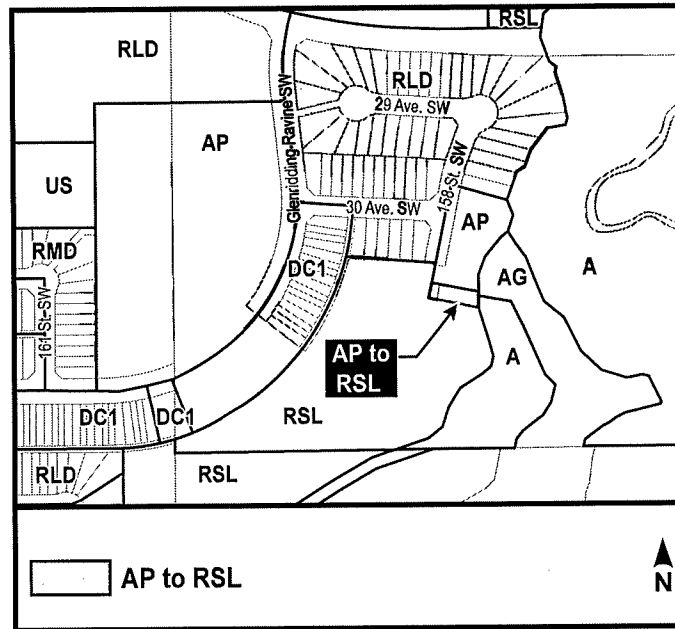 RSL
RLD
RLD
29 Ave. SW
AP
Glenridding-Ravine SW
158 St. SW
US
30 Ave. SW
AP
RMD
DC1
AG
A
161 St. SW
AP to
RSL
A
DC1
DC1
RSL
RLD
RSL
AP to RSL
N